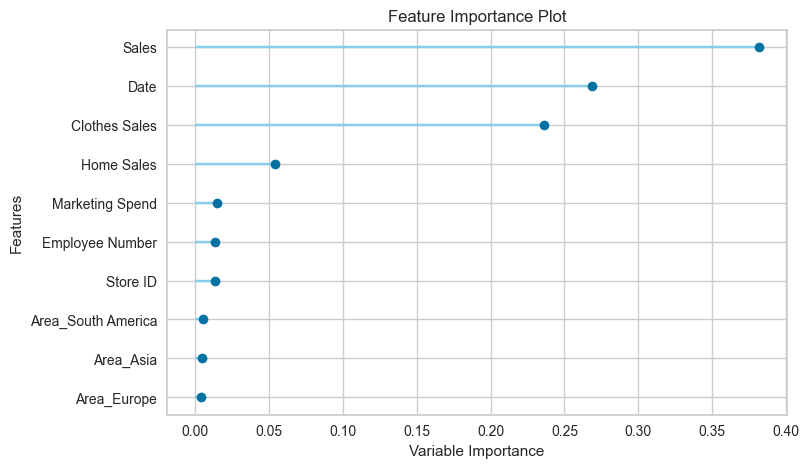 Feature Importance Plot
Sales
Date
Clothes Sales
Home Sales
Marketing Spend
Employee Number
Store ID
Area_South America
Area_Asia
Area_Europe
Features
0.00 0.05 0.10 0.15 0.20 0.25 0.30 0.35 0.40
Variable Importance